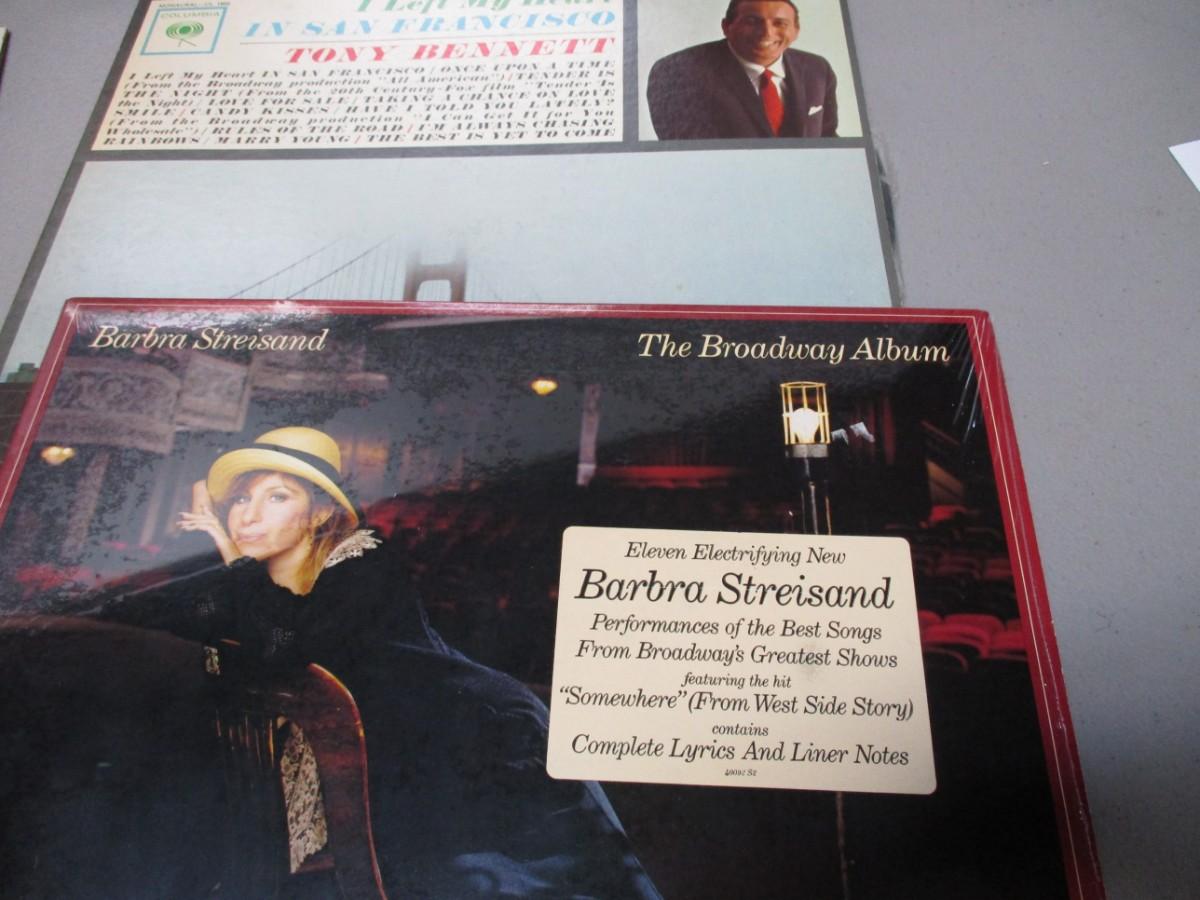 MONAURAL—CL 1869
COLUMBIA
I Left My Heart
IN SAN FRANCISCO
TONY BENNETT
I Left My Heart IN SAN FRANCISCO / ONCE UPON A TIME
(From the Broadway production "All American") / TENDER IS
THE NIGHT (From the 20th Century-Fox film "Tender Is
the Night) / LOVE FOR SALE / TAKING A CHANCE ON LOVE
SMILE / CANDY KISSES / HAVE I TOLD YOU LATELY?
(From the Broadway production "I Can Get It for You
Wholesale") / RULES OF THE ROAD / I'M ALWAYS CHASING
RAINBOWS / MARRY YOUNG / THE BEST IS YET TO COME
Barbra Streisand
The Broadway Album
Eleven Electrifying New
Barbra Streisand
Performances of the Best Songs
From Broadway's Greatest Shows
featuring the hit
"Somewhere" (From West Side Story)
contains
Complete Lyrics And Liner Notes
40092 S2